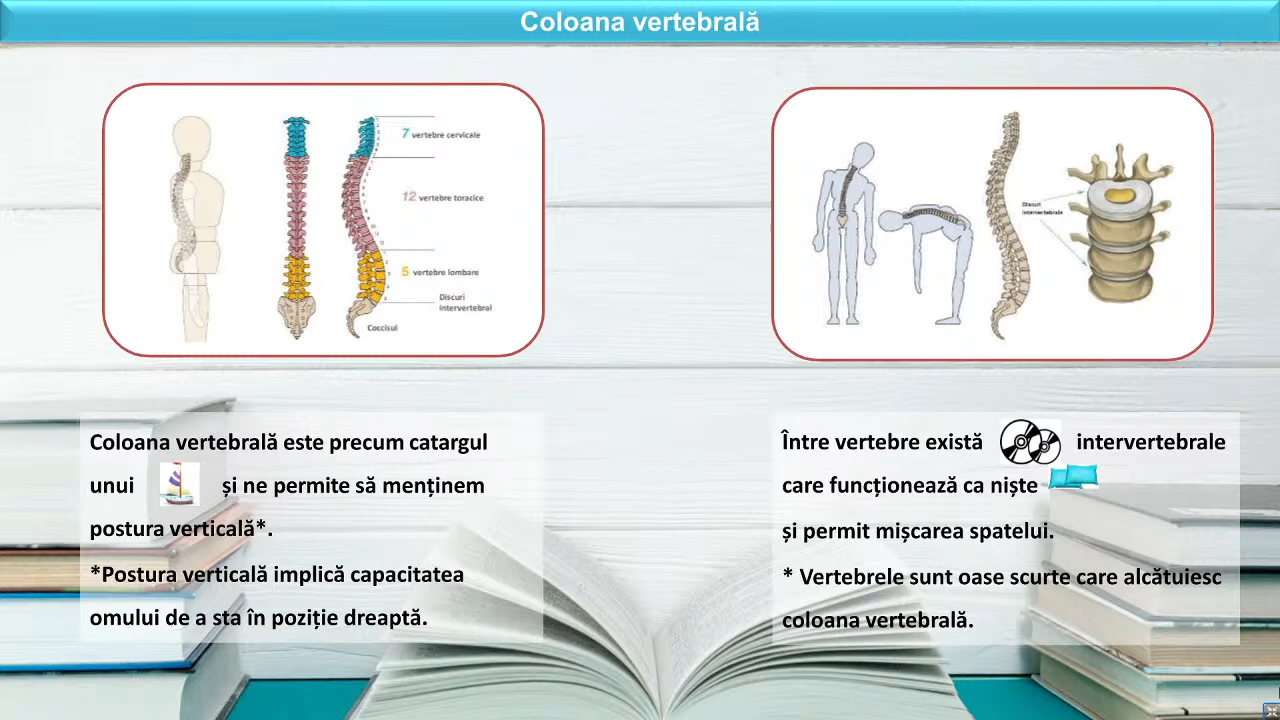 Coloana vertebrală
7 vertebre cervicale
12 vertebre toracice
5 vertebre lombare
Discuri
intervertebral
Coccisul
Discuri
intervertebrale
Coloana vertebrală este precum catargul
unui și ne permite să menținem
postura verticală*.
*Postura verticală implică capacitatea
omului de a sta în poziție dreaptă.
Între vertebre există intervertebrale
care funcționează ca niște
și permit mișcarea spatelui.
* Vertebrele sunt oase scurte care alcătuiesc
coloana vertebrală.